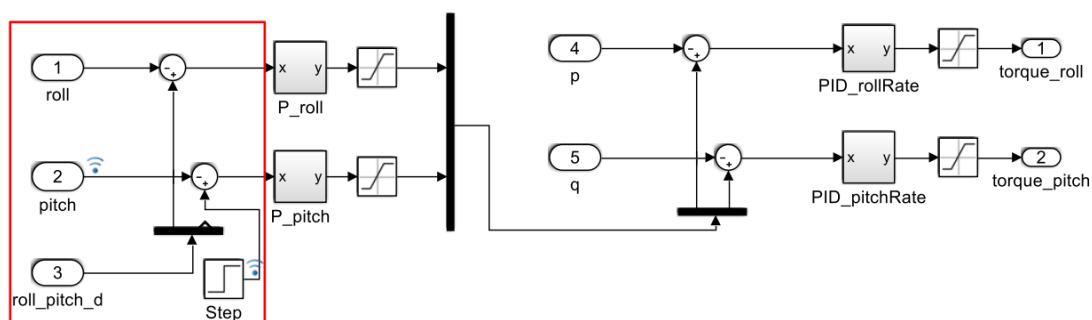 1
roll
x y
P_roll
4
p
x y
PID_rollRate
1
torque_roll
2
pitch
x y
P_pitch
5
q
x y
PID_pitchRate
2
torque_pitch
3
roll_pitch_d
Step